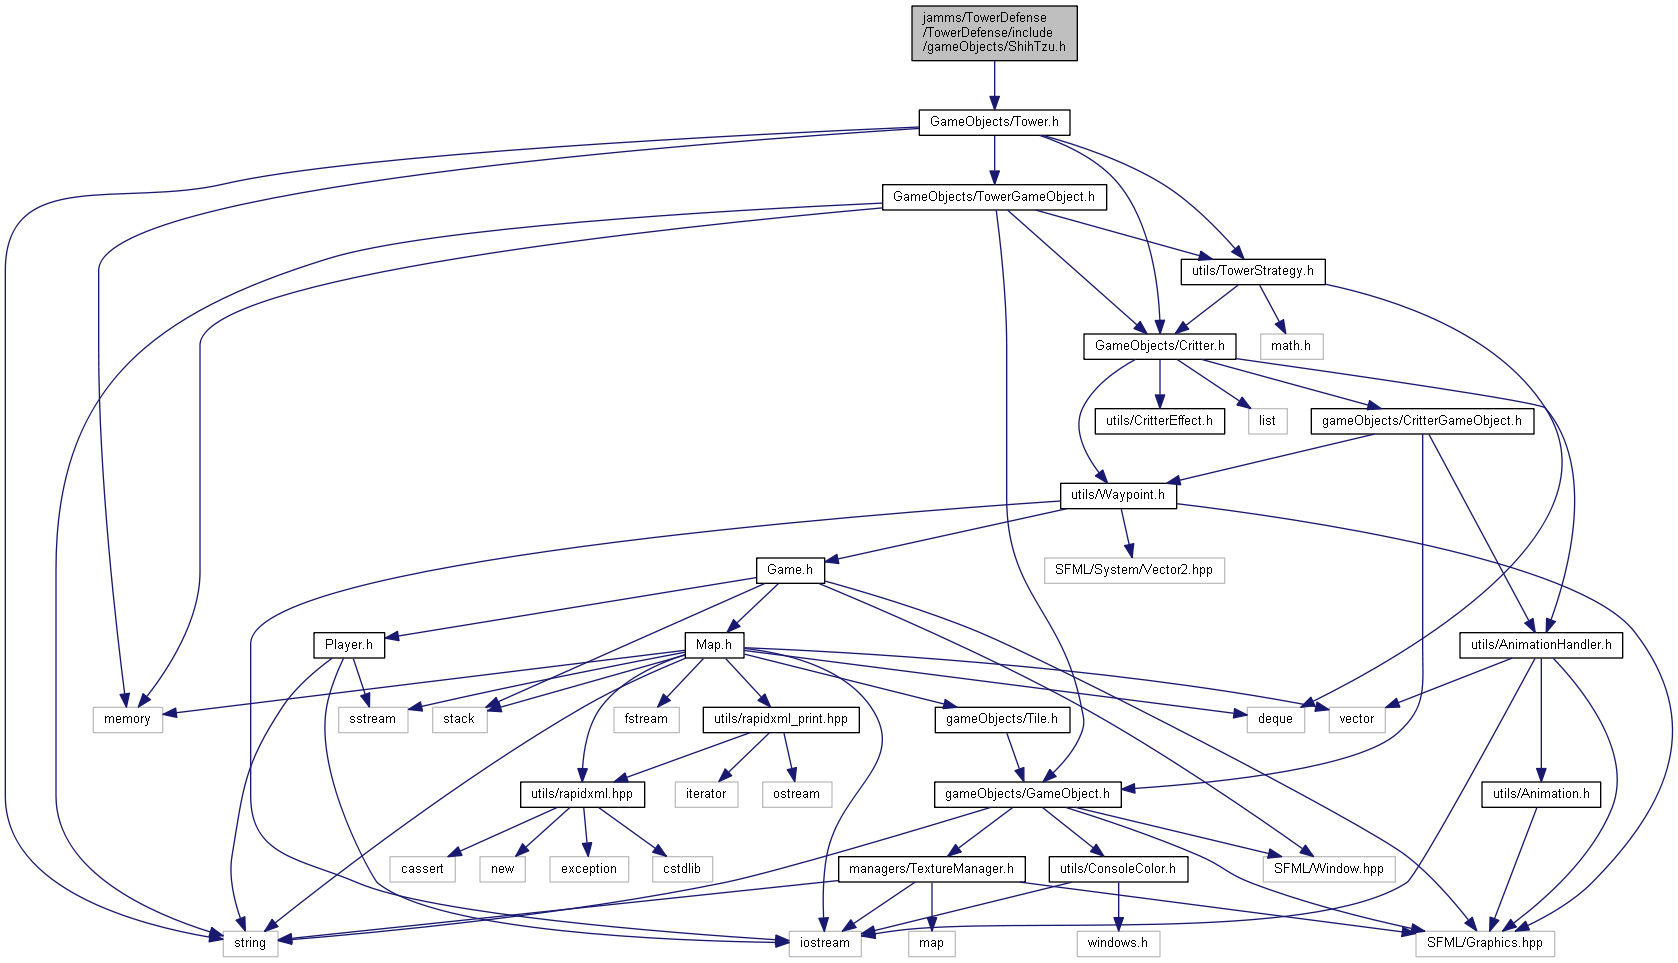 jamms/TowerDefense
/TowerDefense/include
/gameObjects/ShihTzu.h
GameObjects/Tower.h
GameObjects/TowerGameObject.h
utils/TowerStrategy.h
GameObjects/Critter.h
math.h
utils/CritterEffect.h
list
gameObjects/CritterGameObject.h
utils/Waypoint.h
Game.h
SFML/System/Vector2.hpp
Player.h
Map.h
utils/AnimationHandler.h
memory
sstream
stack
fstream
utils/rapidxml_print.hpp
gameObjects/Tile.h
deque
vector
utils/rapidxml.hpp
iterator
ostream
gameObjects/GameObject.h
utils/Animation.h
cassert
new
exception
cstdlib
managers/TextureManager.h
utils/ConsoleColor.h
SFML/Window.hpp
string
iostream
map
windows.h
SFML/Graphics.hpp